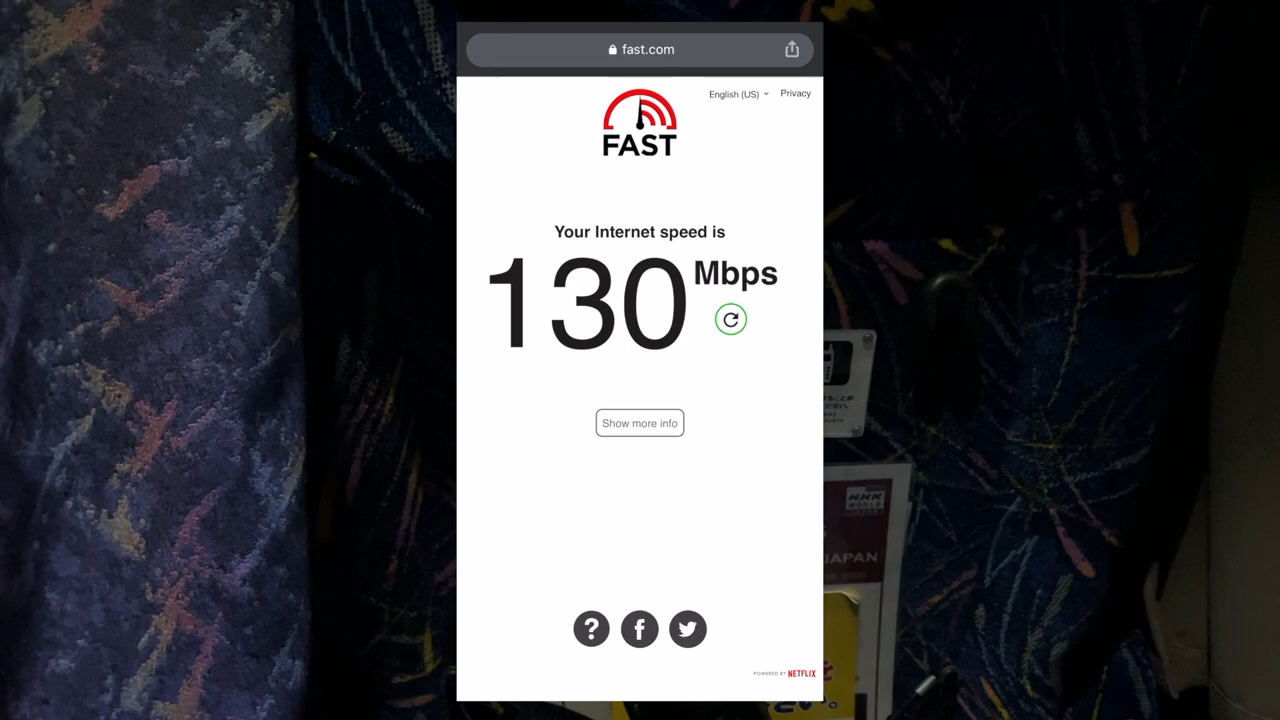 fast.com
English (US)
Privacy
FAST
Your Internet speed is
130 Mbps
Show more info
POWERED BY NETFLIX
NHK
WORLD
JAPAN